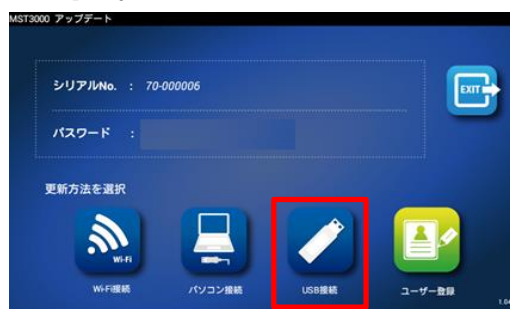 MST3000 アップデート
シリアルNo. : 70-000006
EXIT
パスワード :
更新方法を選択
Wi-Fi
Wi-Fi接続
パソコン接続
USB接続
ユーザー登録